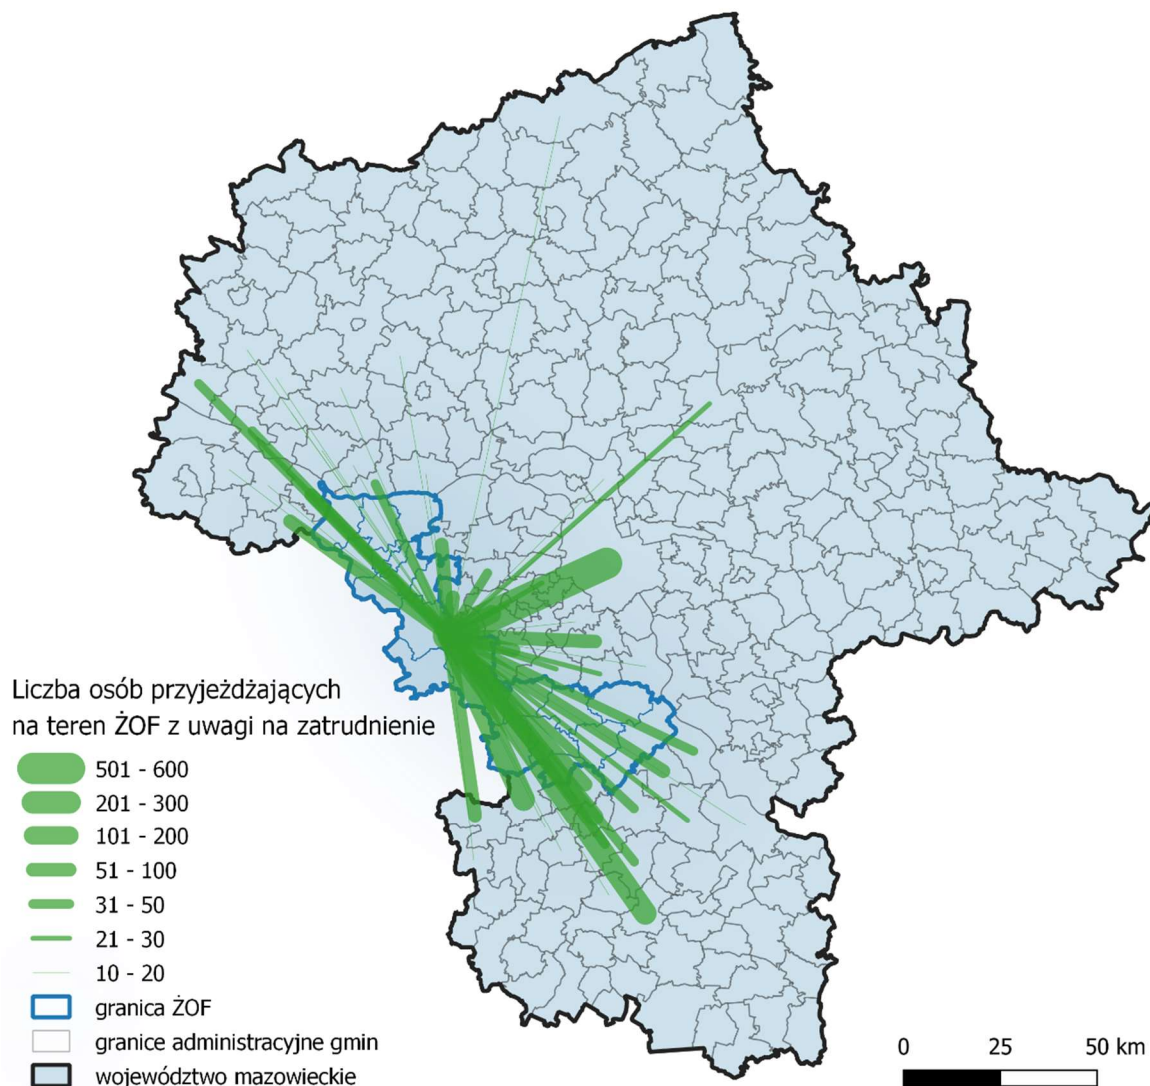 Liczba osób przyjeżdżających
na teren ŻOF z uwagi na zatrudnienie
501 - 600
201 - 300
101 - 200
51 - 100
31 - 50
21 - 30
10 - 20
granica ŻOF
granice administracyjne gmin
województwo mazowieckie
0 25 50 km